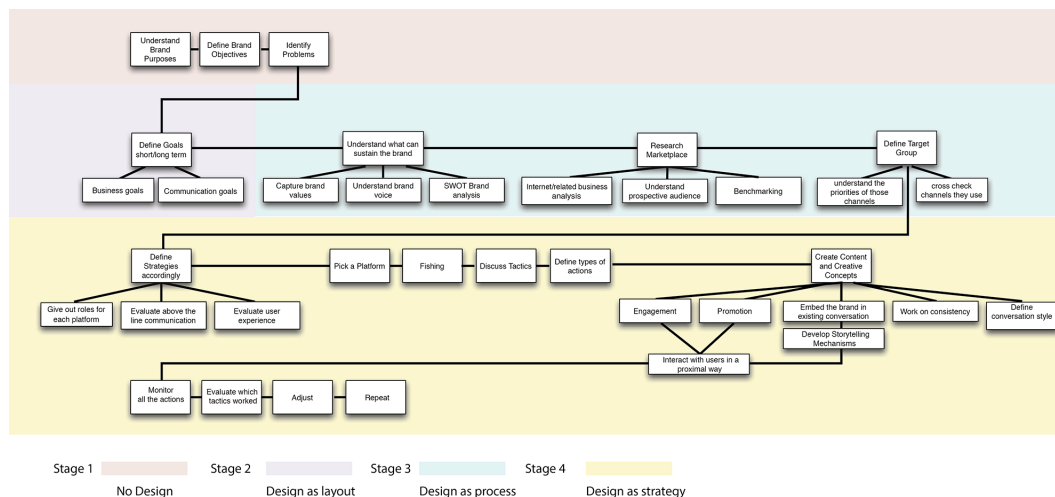 Understand
Brand
Purposes
Define Brand
Objectives
Identify
Problems
Define Goals
short/long term
Understand what can
sustain the brand
Research
Marketplace
Define Target
Group
Business goals
Communication goals
Capture brand
values
Understand brand
voice
SWOT Brand
analysis
Internet/related business
analysis
Understand
prospective audience
Benchmarking
understand the
priorities of those
channels
cross check
channels they use
Define
Strategies
accordingly
Pick a Platform
Fishing
Discuss Tactics
Define types of
actions
Create Content
and Creative
Concepts
Give out roles for
each platform
Evaluate above the
line communication
Evaluate user
experience
Engagement
Promotion
Embed the brand in
existing conversation
Work on consistency
Define
conversation style
Develop Storytelling
Mechanisms
Interact with users in a
proximal way
Monitor
all the actions
Evaluate which
tactics worked
Adjust
Repeat
Stage 1
No Design
Stage 2
Design as layout
Stage 3
Design as process
Stage 4
Design as strategy